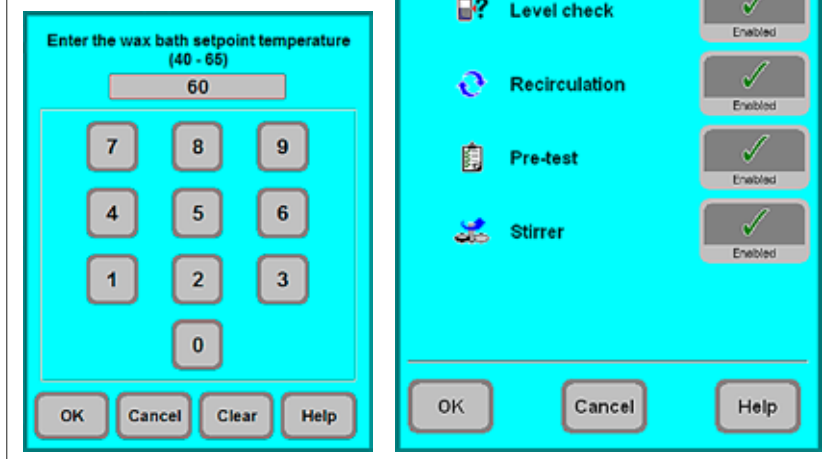 Enter the wax bath setpoint temperature
(40 - 65)
60
7 8 9
4 5 6
1 2 3
0
OK Cancel Clear Help
? Level check
Enabled
Recirculation
Enabled
Pre-test
Enabled
Stirrer
Enabled
OK Cancel Help